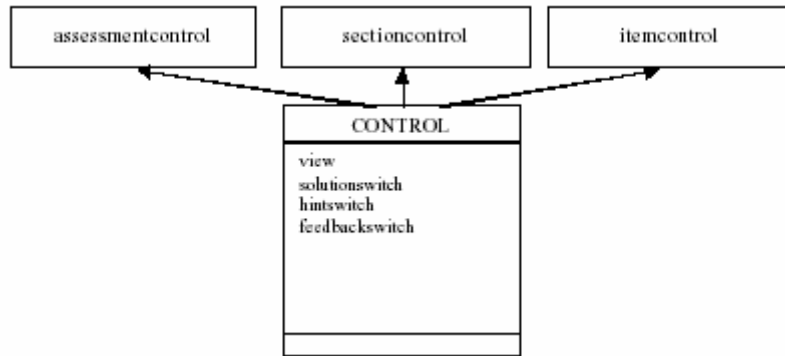 assessmentcontrol
sectioncontrol
itemcontrol
CONTROL
view
solutionswitch
hintswitch
feedbackswitch